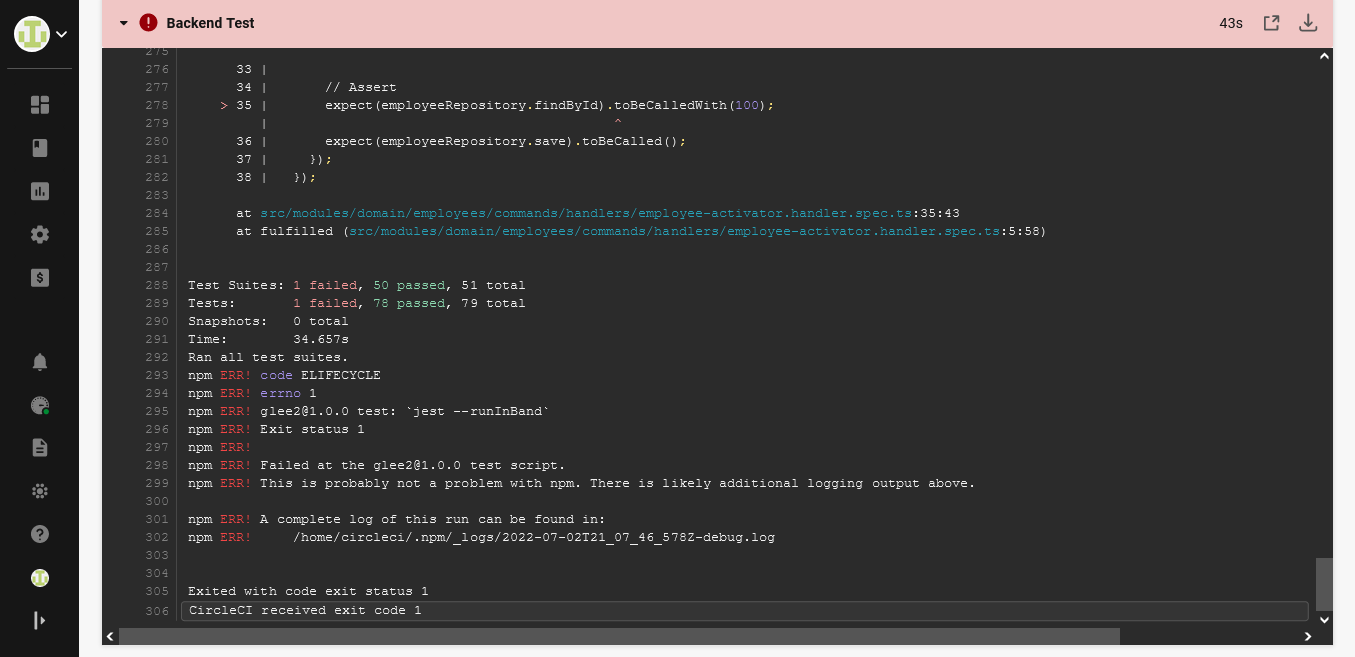 Backend Test 43s
275
276 33 |
277 34 | // Assert
278 > 35 | expect(employeeRepository.findById).toBeCalledWith(100);
279 | ^
280 36 | expect(employeeRepository.save).toBeCalled();
281 37 | });
282 38 | });
283
284 at src/modules/domain/employees/commands/handlers/employee-activator.handler.spec.ts:35:43
285 at fulfilled (src/modules/domain/employees/commands/handlers/employee-activator.handler.spec.ts:5:58)
286
287
288 Test Suites: 1 failed, 50 passed, 51 total
289 Tests: 1 failed, 78 passed, 79 total
290 Snapshots: 0 total
291 Time: 34.657s
292 Ran all test suites.
293 npm ERR! code ELIFECYCLE
294 npm ERR! errno 1
295 npm ERR! glee2@1.0.0 test: `jest --runInBand`
296 npm ERR! Exit status 1
297 npm ERR!
298 npm ERR! Failed at the glee2@1.0.0 test script.
299 npm ERR! This is probably not a problem with npm. There is likely additional logging output above.
300
301 npm ERR! A complete log of this run can be found in:
302 npm ERR! /home/circleci/.npm/_logs/2022-07-02T21_07_46_578Z-debug.log
303
304
305 Exited with code exit status 1
306 CircleCI received exit code 1